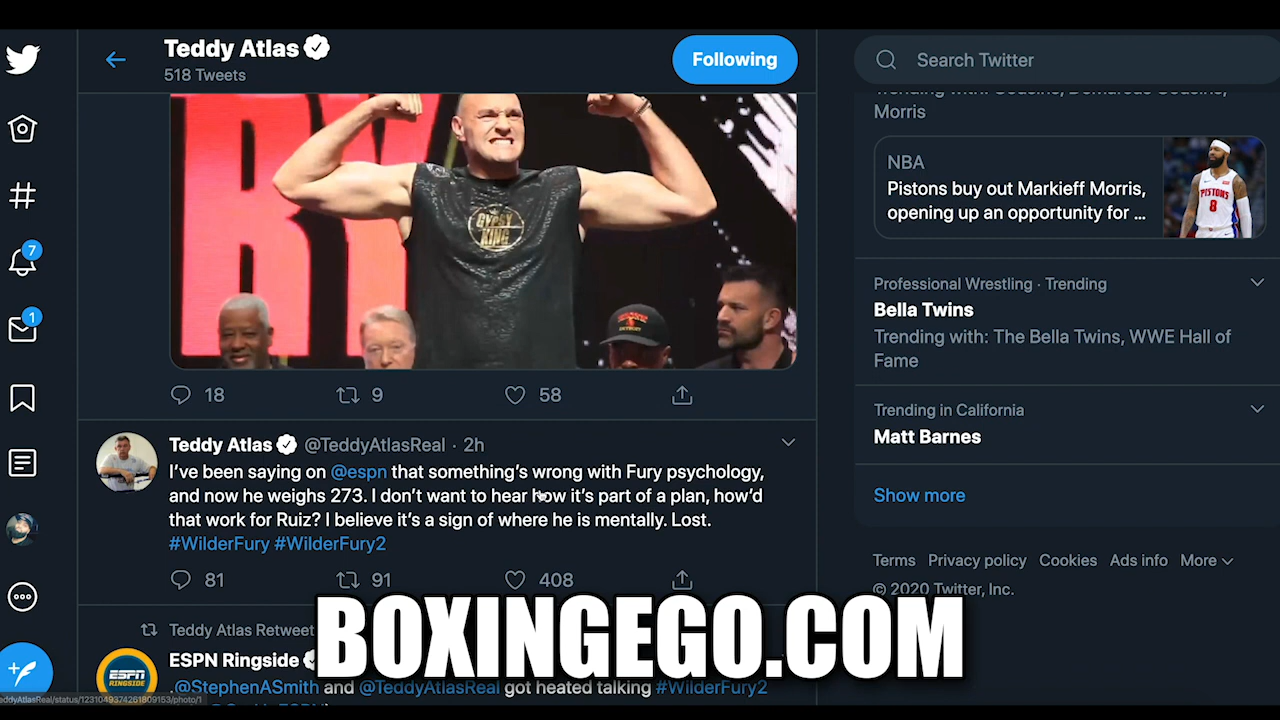 Teddy Atlas
518 Tweets
Following
Search Twitter
Morris
NBA
Pistons buy out Markieff Morris,
opening up an opportunity for ...
PISTONS
8
Professional Wrestling · Trending
Bella Twins
Trending with: The Bella Twins, WWE Hall of
Fame
Trending in California
Matt Barnes
Show more
Terms Privacy policy Cookies Ads info More
© 2020 Twitter, Inc.
7
1
GYPSY
KING
18 9 58
Teddy Atlas @TeddyAtlasReal · 2h
I've been saying on @espn that something's wrong with Fury psychology,
and now he weighs 273. I don't want to hear how it's part of a plan, how'd
that work for Ruiz? I believe it's a sign of where he is mentally. Lost.
#WilderFury #WilderFury2
81 91 408
Teddy Atlas Retweet
ESPN Ringside
ESPN
RINGSIDE
.@StephenASmith and @TeddyAtlasReal got heated talking #WilderFury2
BOXINGEGO.COM